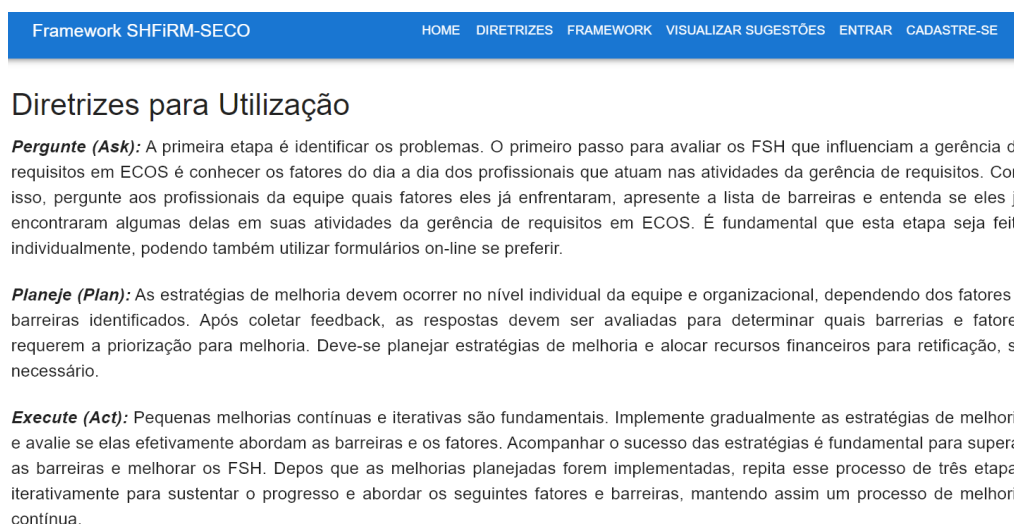 Framework SHFiRM-SECO HOME DIRETRIZES FRAMEWORK VISUALIZAR SUGESTÕES ENTRAR CADASTRE-SE
Diretrizes para Utilização
Pergunte (Ask): A primeira etapa é identificar os problemas. O primeiro passo para avaliar os FSH que influenciam a gerência d
requisitos em ECOS é conhecer os fatores do dia a dia dos profissionais que atuam nas atividades da gerência de requisitos. Co
isso, pergunte aos profissionais da equipe quais fatores eles já enfrentaram, apresente a lista de barreiras e entenda se eles j
encontraram algumas delas em suas atividades da gerência de requisitos em ECOS. É fundamental que esta etapa seja feit
individualmente, podendo também utilizar formulários on-line se preferir.
Planeje (Plan): As estratégias de melhoria devem ocorrer no nível individual da equipe e organizacional, dependendo dos fatores
barreiras identificados. Após coletar feedback, as respostas devem ser avaliadas para determinar quais barrerias e fatore
requerem a priorização para melhoria. Deve-se planejar estratégias de melhoria e alocar recursos financeiros para retificação, s
necessário.
Execute (Act): Pequenas melhorias contínuas e iterativas são fundamentais. Implemente gradualmente as estratégias de melhori
e avalie se elas efetivamente abordam as barreiras e os fatores. Acompanhar o sucesso das estratégias é fundamental para supera
as barreiras e melhorar os FSH. Depos que as melhorias planejadas forem implementadas, repita esse processo de três etapa
iterativamente para sustentar o progresso e abordar os seguintes fatores e barreiras, mantendo assim um processo de melhori
contínua.